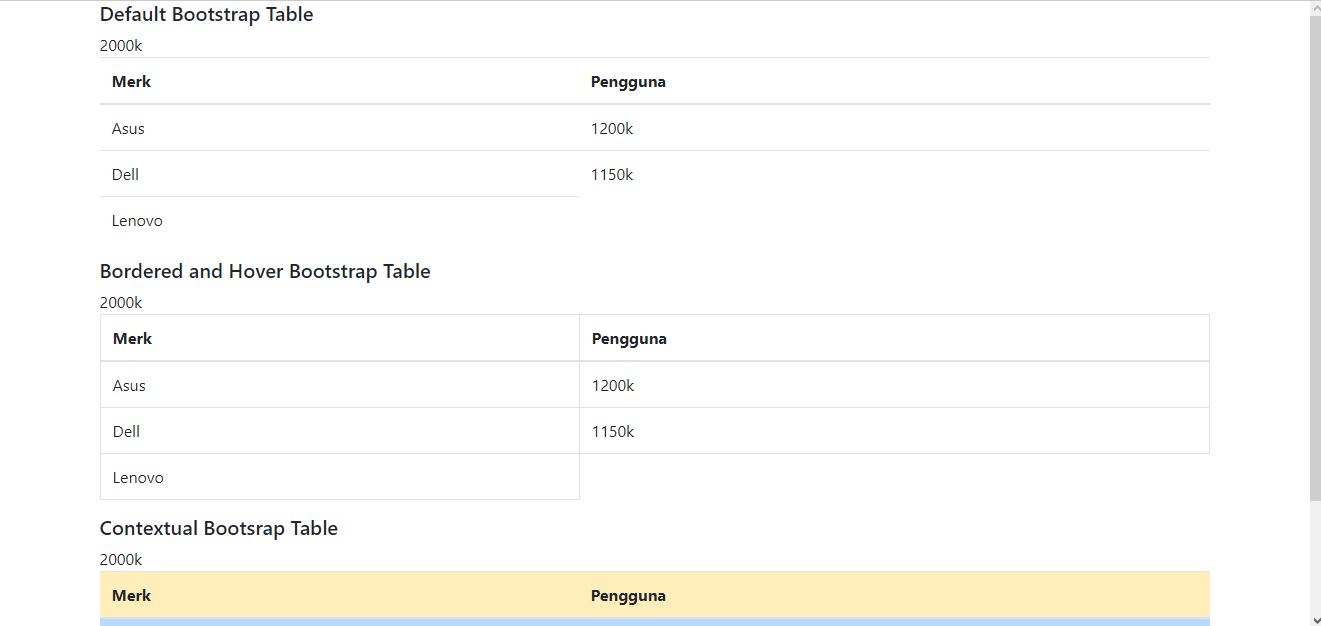 Default Bootstrap Table
2000k
Merk Pengguna
Asus 1200k
Dell 1150k
Lenovo
Bordered and Hover Bootstrap Table
2000k
Merk Pengguna
Asus 1200k
Dell 1150k
Lenovo
Contextual Bootsrap Table
2000k
Merk Pengguna